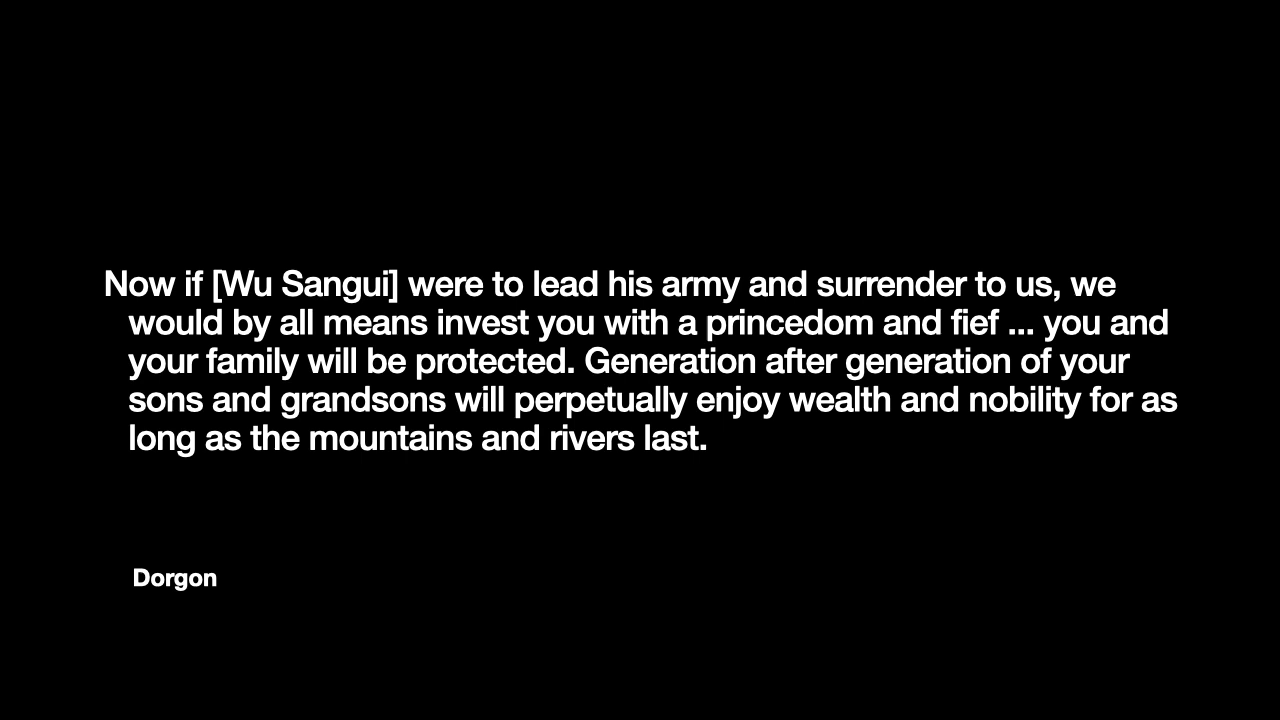 Now if [Wu Sangui] were to lead his army and surrender to us, we
would by all means invest you with a princedom and fief ... you and
your family will be protected. Generation after generation of your
sons and grandsons will perpetually enjoy wealth and nobility for as
long as the mountains and rivers last.
Dorgon